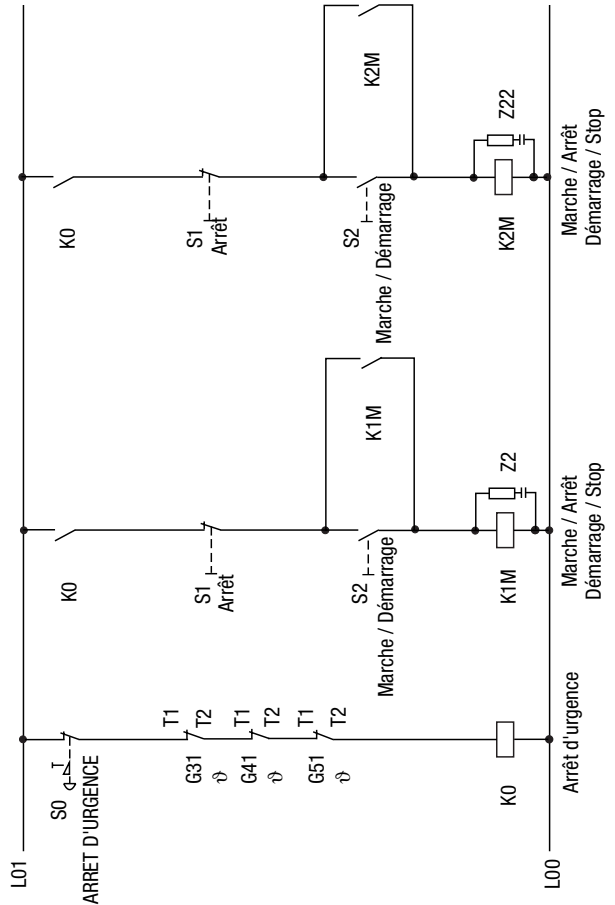 L01
S0
ARRET D'URGENCE
G31
ϑ
T1
T2
G41
ϑ
T1
T2
G51
ϑ
T1
T2
K0
Arrêt d'urgence
K0
S1
Arrêt
S2
Marche / Démarrage
K1M
K1M
Z2
Marche / Arrêt
Démarrage / Stop
K0
S1
Arrêt
S2
Marche / Démarrage
K2M
K2M
Z22
Marche / Arrêt
Démarrage / Stop
L00